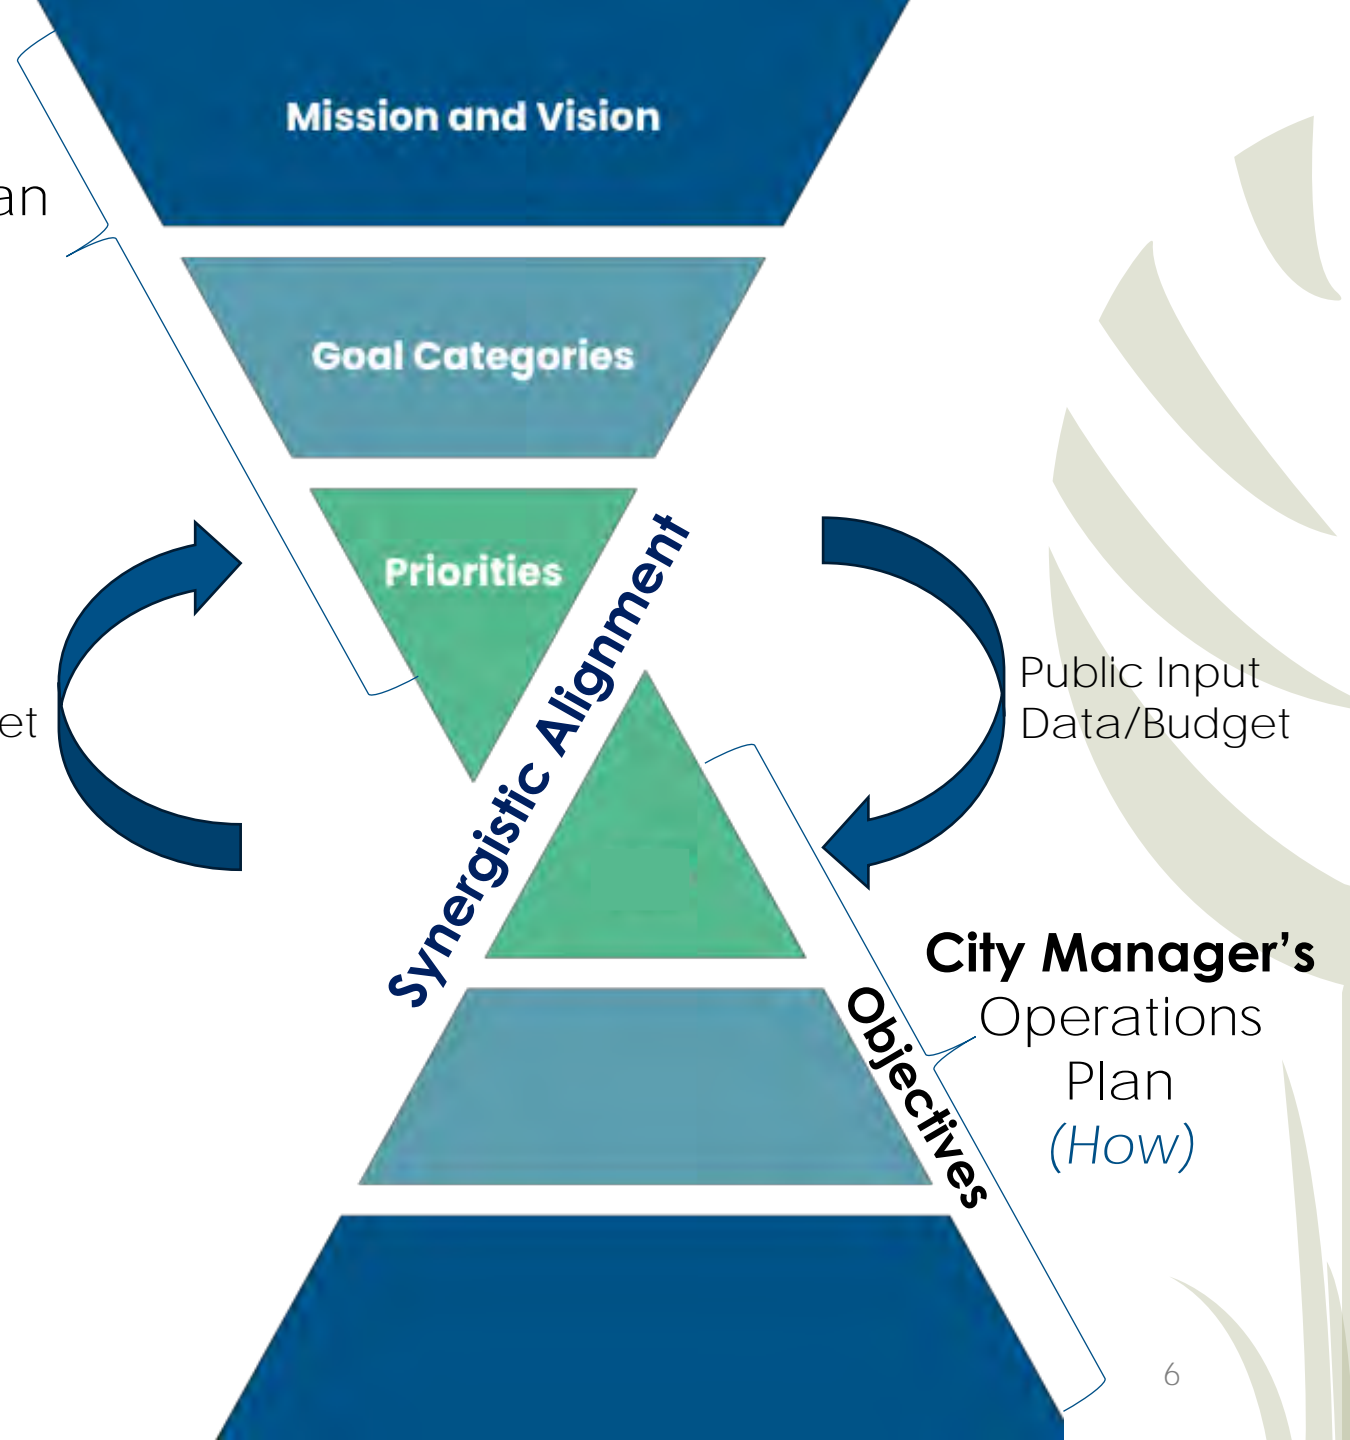 Mission and Vision
an
Goal Categories
Priorities
Synergistic Alignment
et
Public Input
Data/Budget
City Manager's
Operations
Plan
(How)
Objectives
6